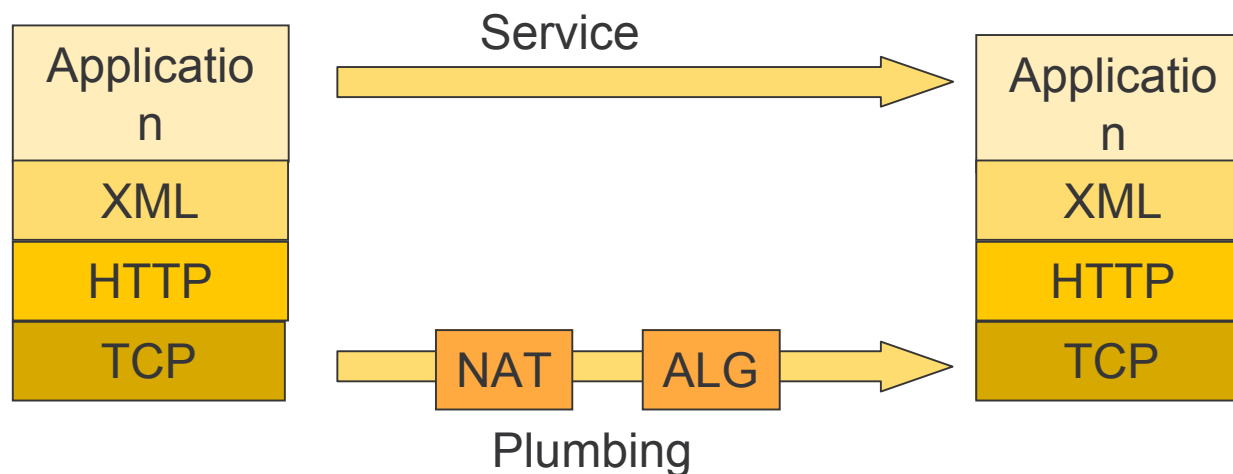 Service
Applicatio
n
XML
HTTP
TCP
NAT
ALG
Plumbing
Applicatio
n
XML
HTTP
TCP